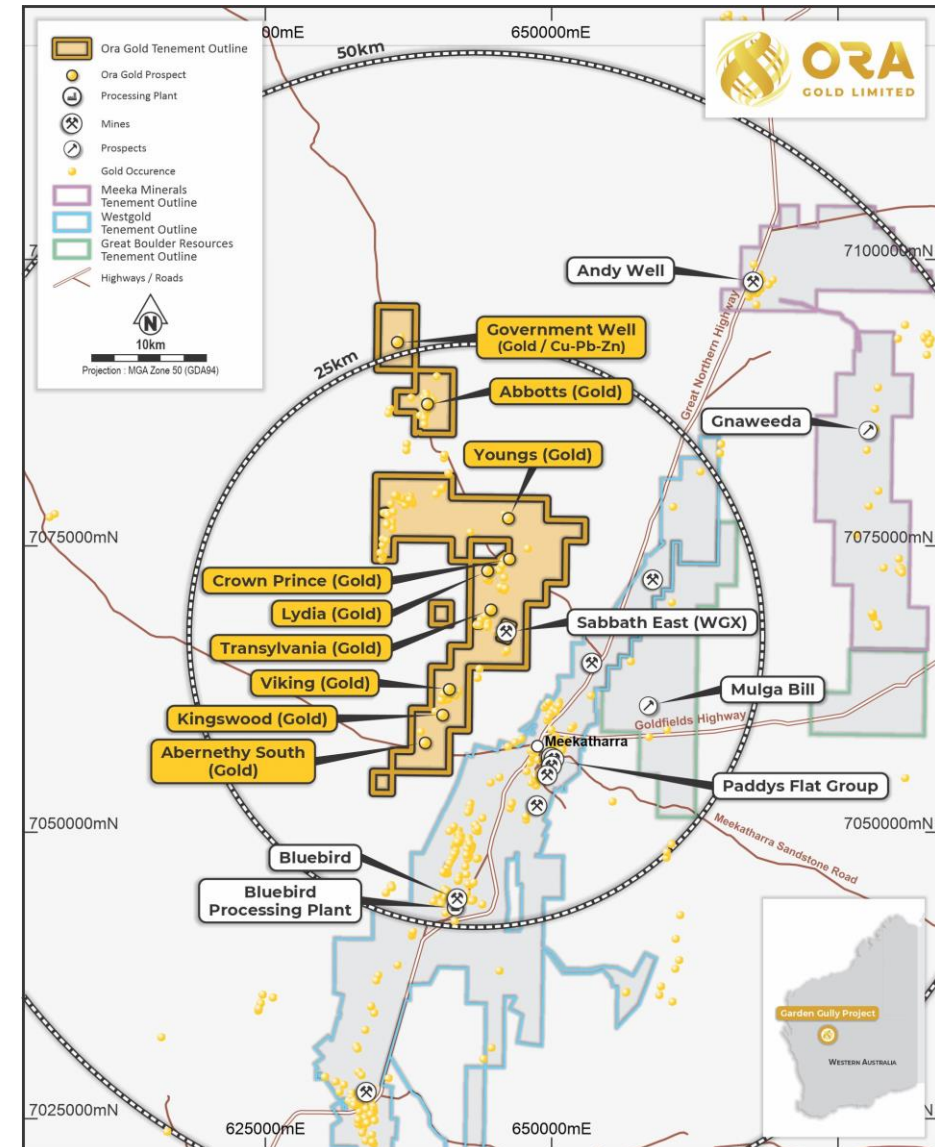 00000mE
650000mE
50km
ORA
GOLD LIMITED
Ora Gold Tenement Outline
Ora Gold Prospect
Processing Plant
Mines
Prospects
Gold Occurence
Meeka Minerals
Tenement Outline
Westgold
Tenement Outline
Great Boulder Resources
Tenement Outline
Highways / Roads
N
10km
Projection : MGA Zone 50 (GDA94)
7100000mN
Andy Well
Great Northern Highway
Government Well
(Gold / Cu-Pb-Zn)
25km
Abbotts (Gold)
Gnaweeda
Youngs (Gold)
7075000mN
7075000mN
Crown Prince (Gold)
Lydia (Gold)
Sabbath East (WGX)
Transylvania (Gold)
Viking (Gold)
Mulga Bill
Kingswood (Gold)
Goldfields Highway
Meekatharra
Abernethy South
(Gold)
Paddys Flat Group
7050000mN
7050000mN
Meekatharra Sandstone Road
Bluebird
Bluebird
Processing Plant
Garden Gully Project
WESTERN AUSTRALIA
7025000mN
625000mE
650000mE